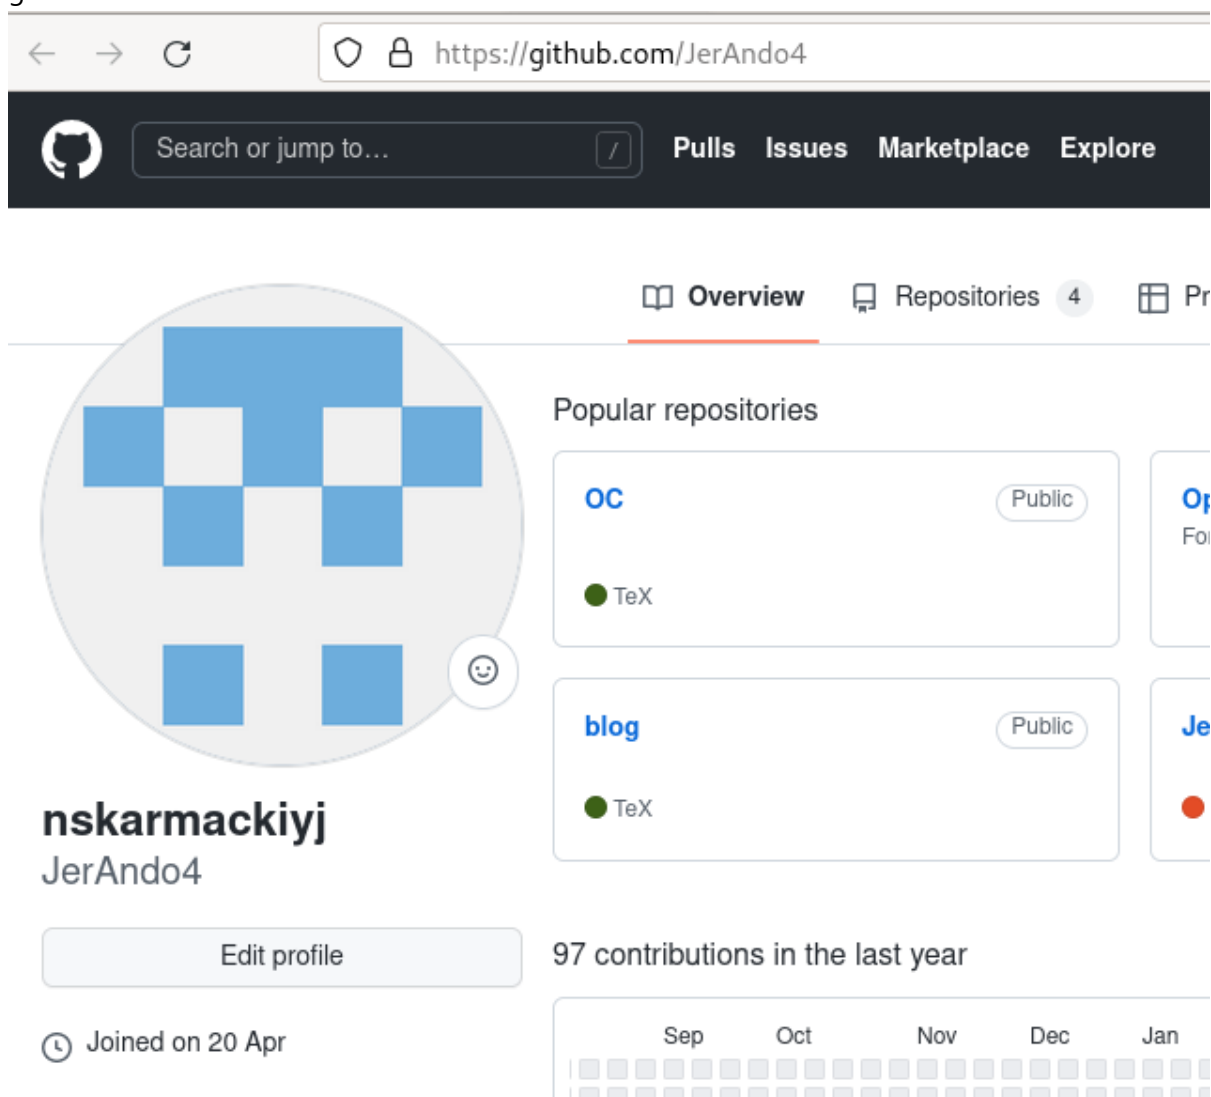 https://github.com/JerAndo4
Search or jump to... /
Pulls Issues Marketplace Explore
Overview Repositories 4
Popular repositories
OC Public
TeX
blog Public
TeX
nskarmackiyj
JerAndo4
Edit profile
Joined on 20 Apr
97 contributions in the last year
Sep Oct Nov Dec Jan